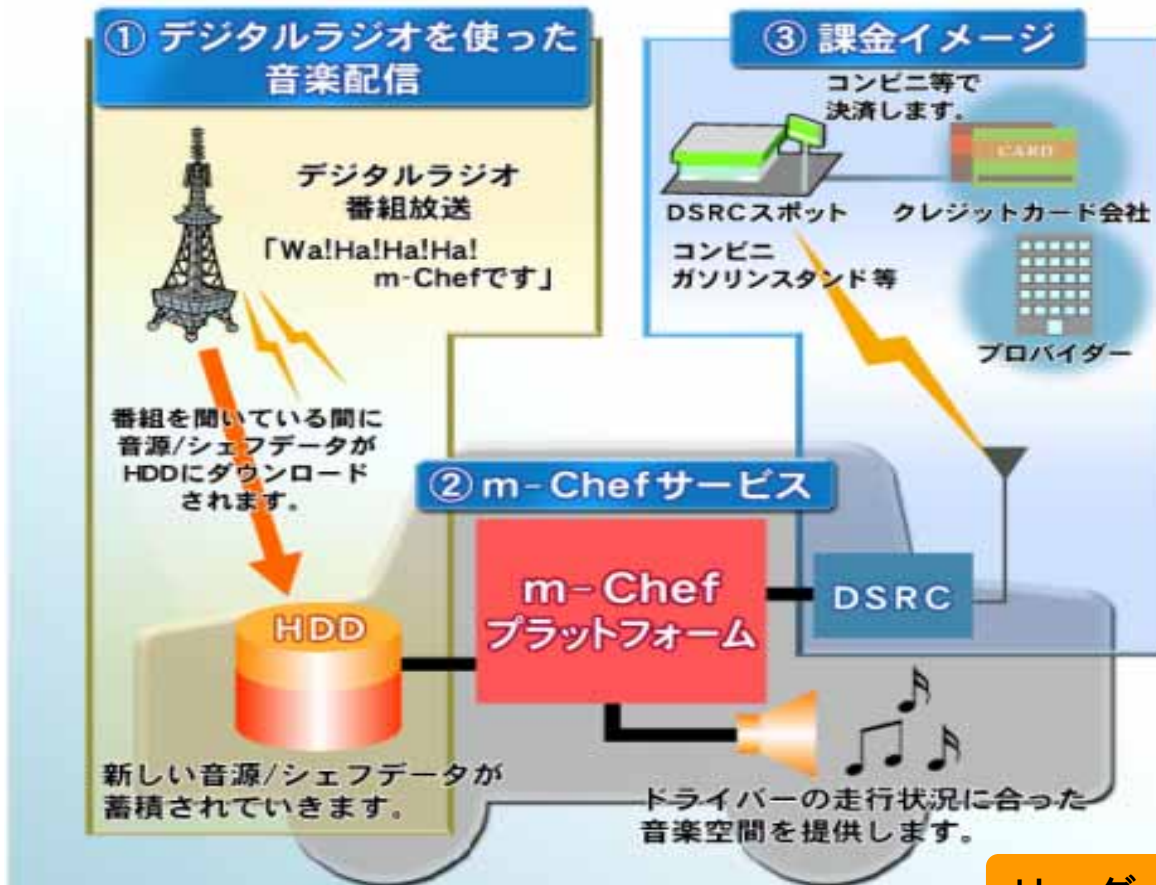 ① デジタルラジオを使った
音楽配信
デジタルラジオ
番組放送
「Wa!Ha!Ha!Ha!
m-Chefです」
番組を聞いている間に
音源/シェフデータが
HDDにダウンロード
されます。
HDD
新しい音源/シェフデータが
蓄積されていきます。
② m-Chefサービス
m-Chef
プラットフォーム
ドライバーの走行状況に合った
音楽空間を提供します。
③ 課金イメージ
コンビニ等で
決済します。
CARD
DSRCスポット
クレジットカード会社
コンビニ
ガソリンスタンド等
プロバイダー
DSRC